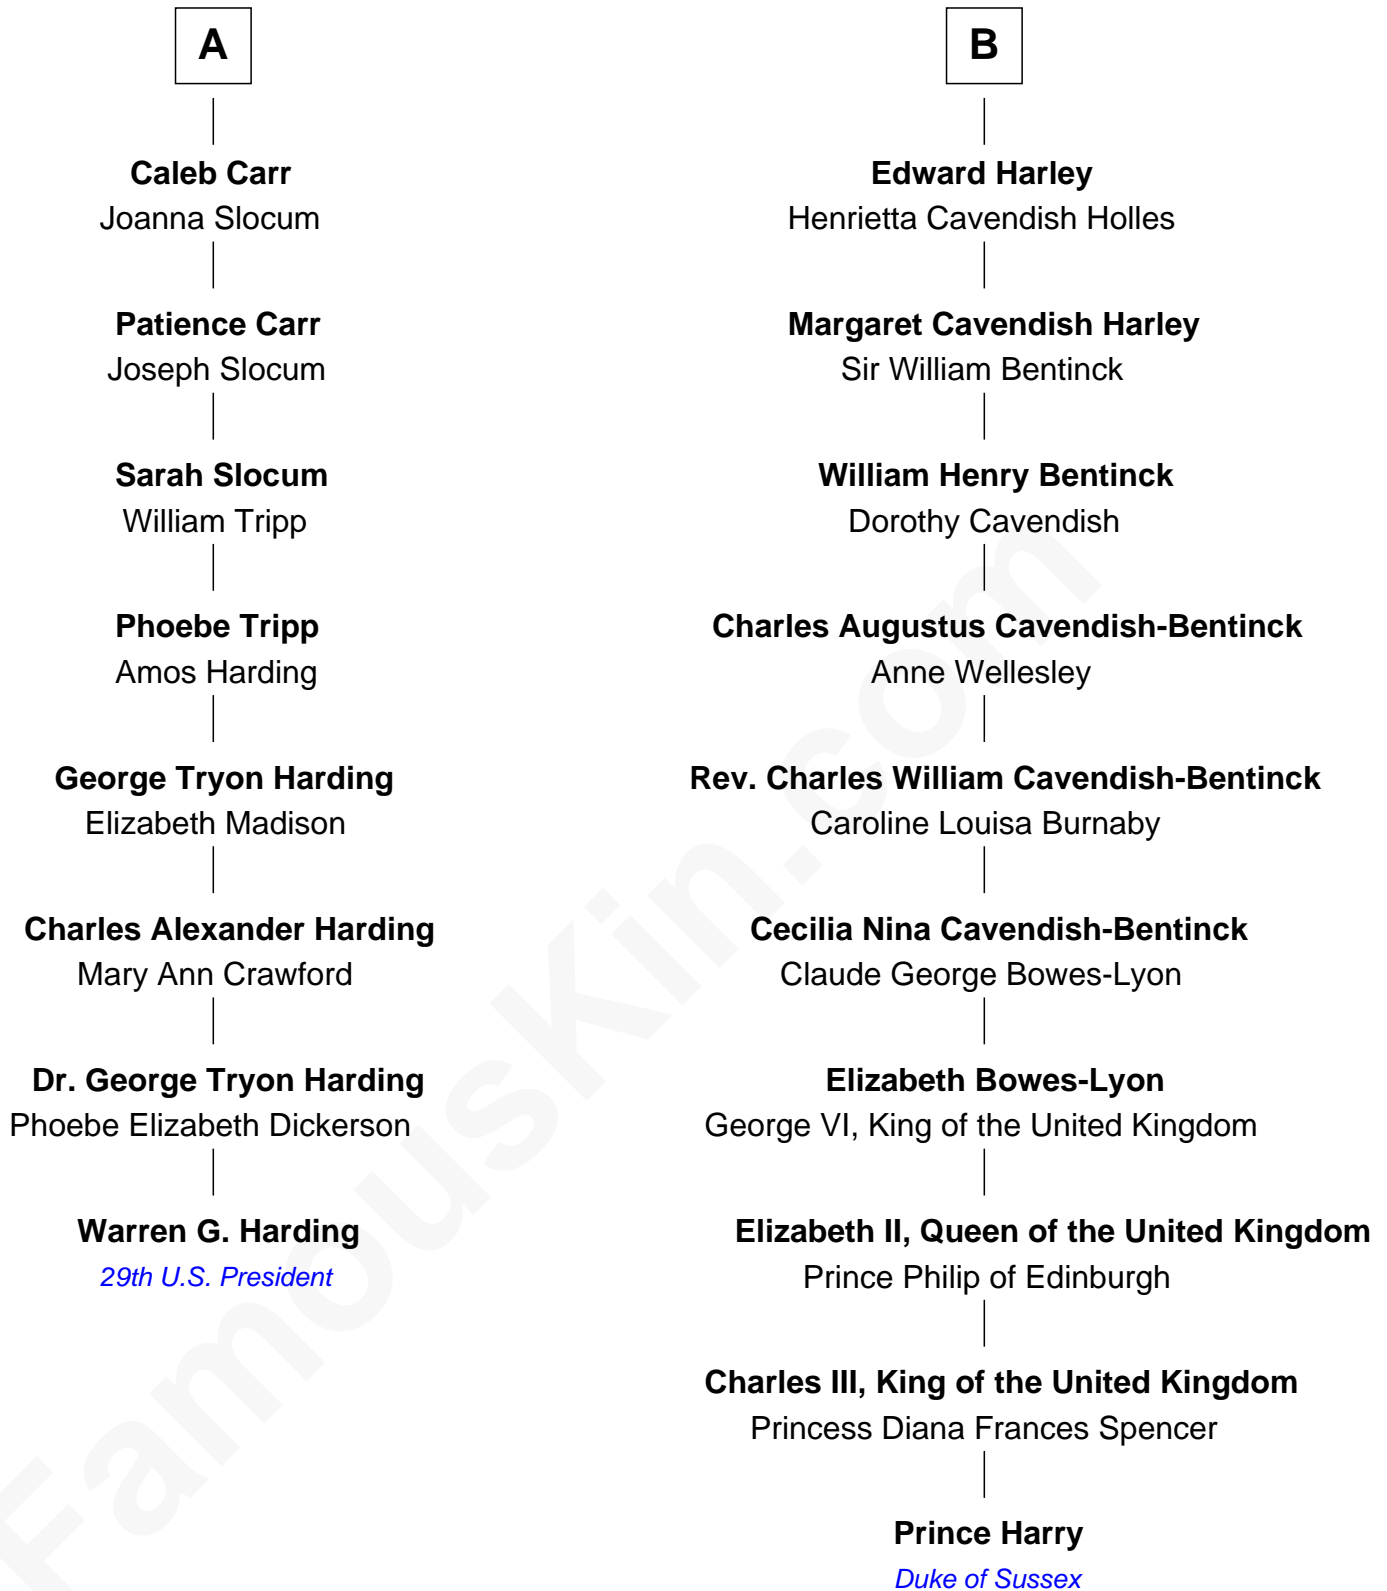 A
Caleb Carr
Joanna Slocum
Patience Carr
Joseph Slocum
Sarah Slocum
William Tripp
Phoebe Tripp
Amos Harding
George Tryon Harding
Elizabeth Madison
Charles Alexander Harding
Mary Ann Crawford
Dr. George Tryon Harding
Phoebe Elizabeth Dickerson
Warren G. Harding
29th U.S. President
B
Edward Harley
Henrietta Cavendish Holles
Margaret Cavendish Harley
Sir William Bentinck
William Henry Bentinck
Dorothy Cavendish
Charles Augustus Cavendish-Bentinck
Anne Wellesley
Rev. Charles William Cavendish-Bentinck
Caroline Louisa Burnaby
Cecilia Nina Cavendish-Bentinck
Claude George Bowes-Lyon
Elizabeth Bowes-Lyon
George VI, King of the United Kingdom
Elizabeth II, Queen of the United Kingdom
Prince Philip of Edinburgh
Charles III, King of the United Kingdom
Princess Diana Frances Spencer
Prince Harry
Duke of Sussex
FamousKin.com